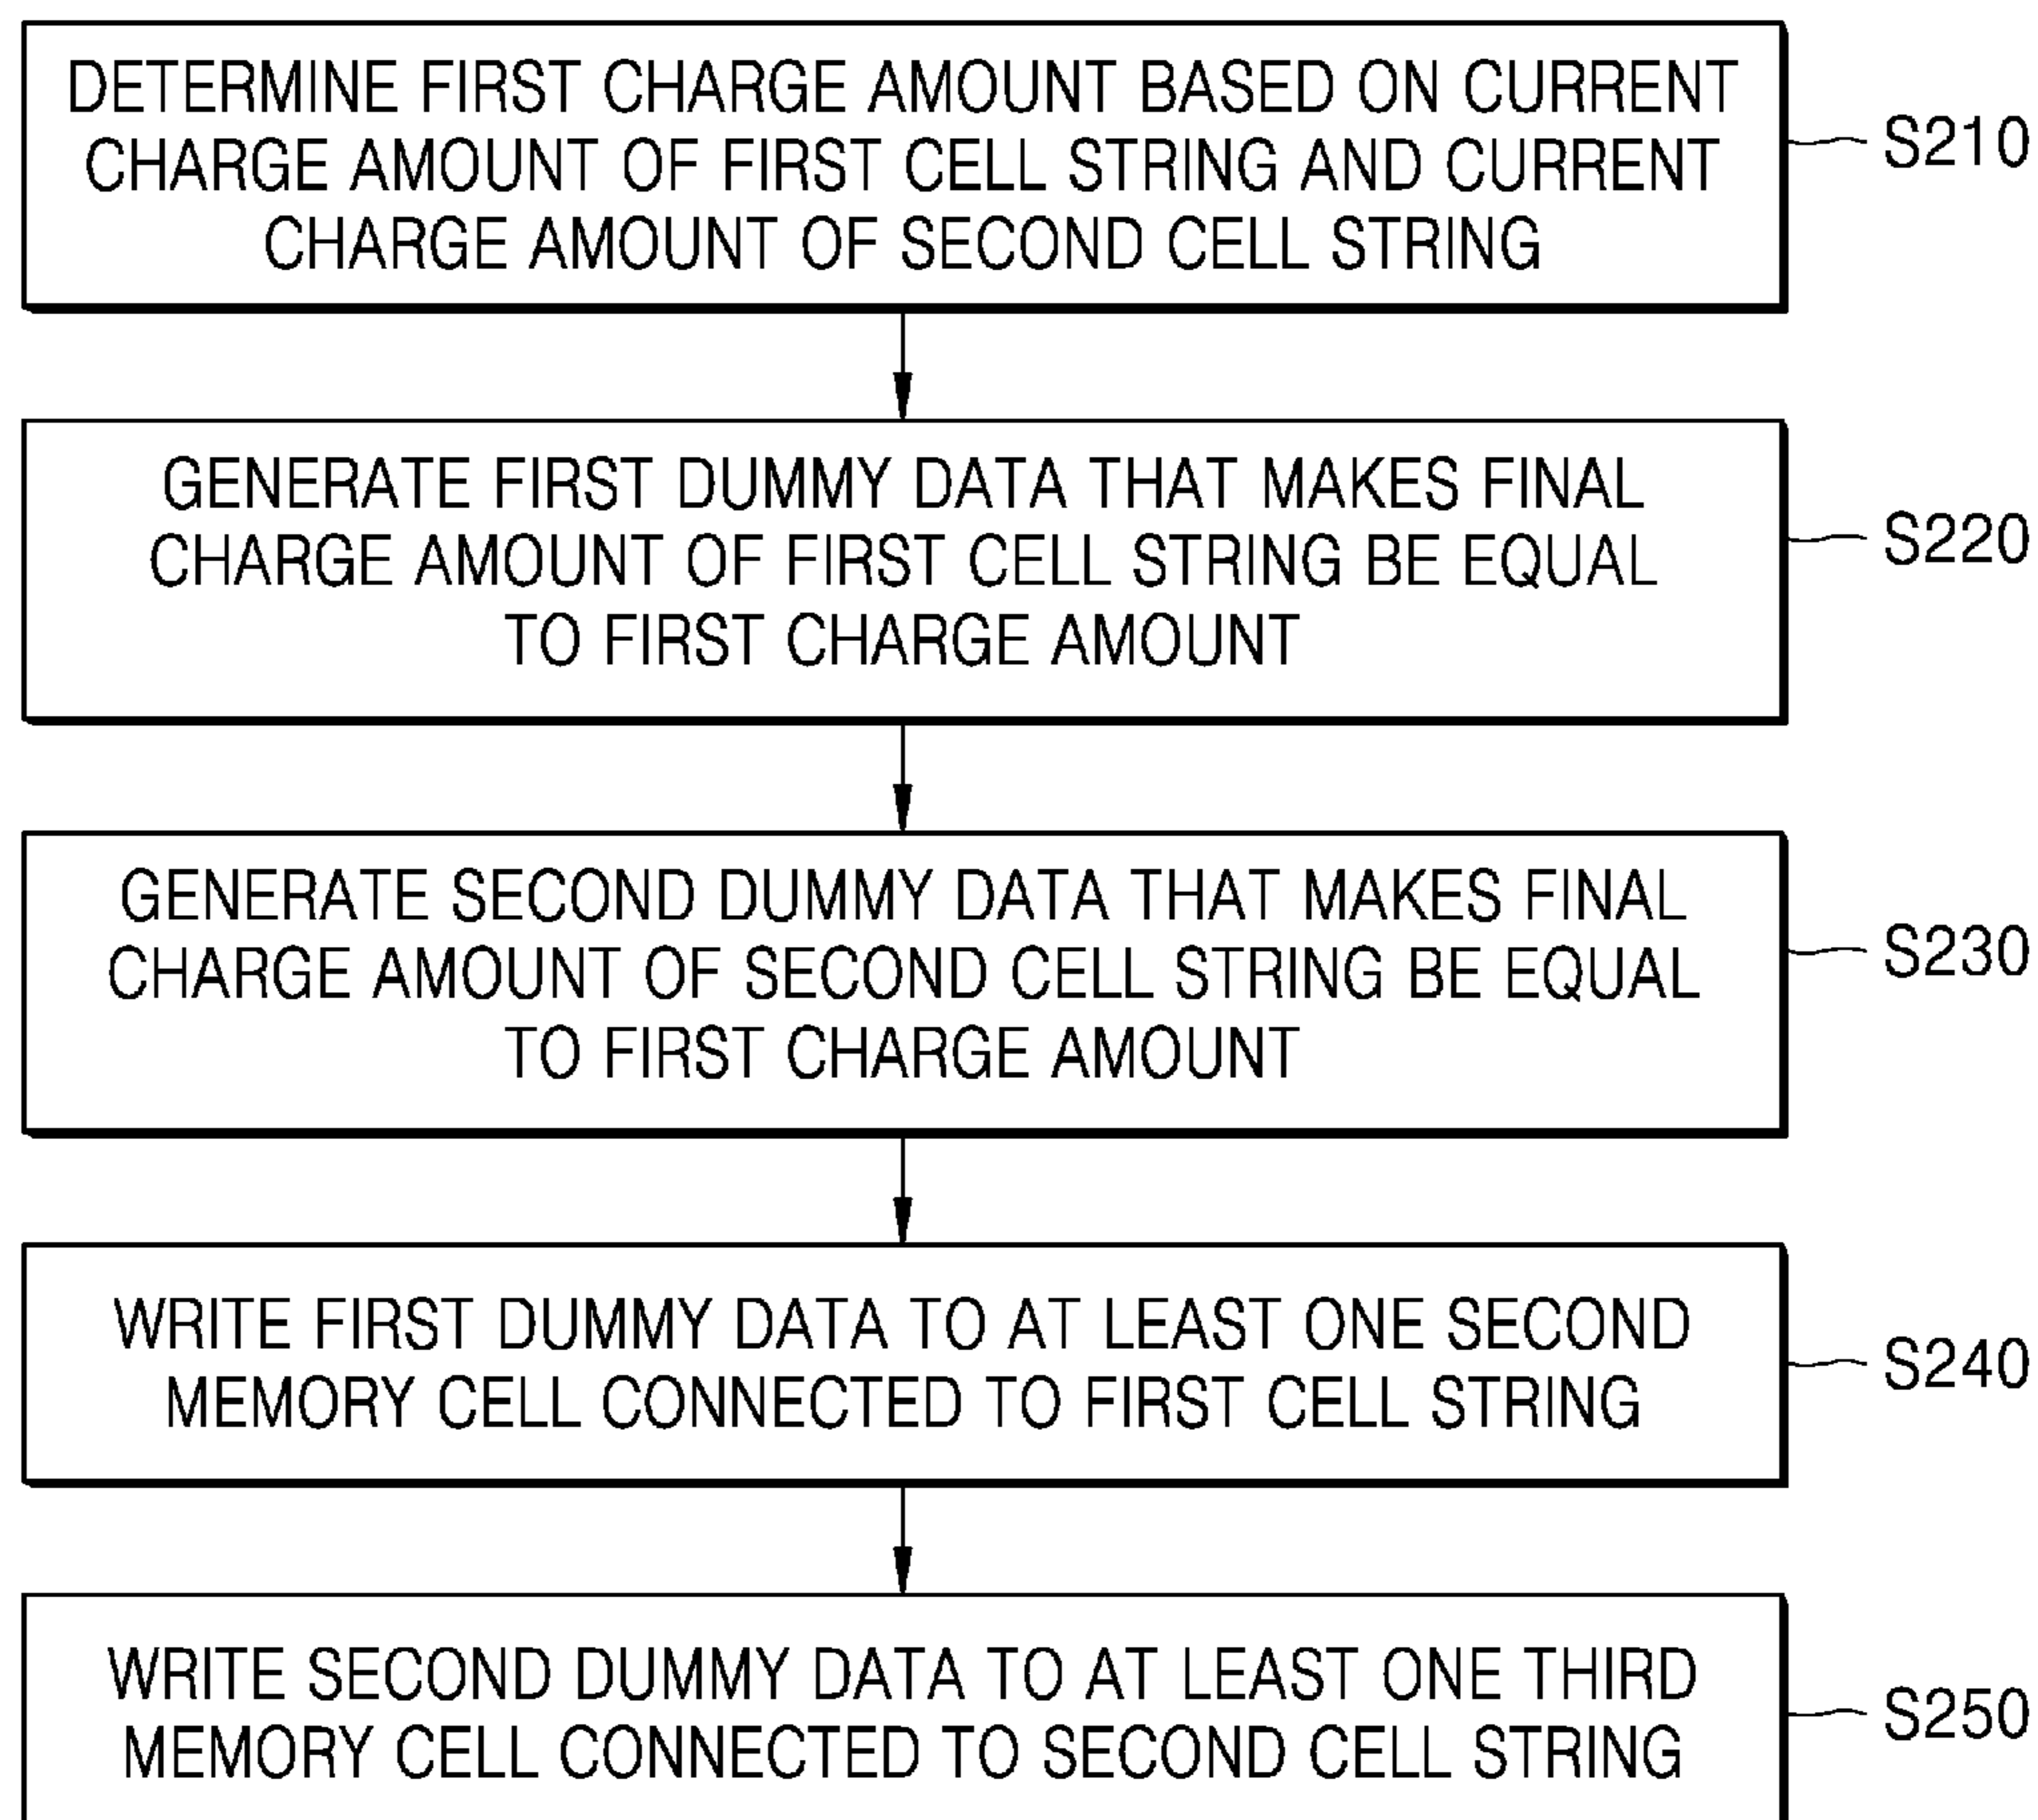 DETERMINE FIRST CHARGE AMOUNT BASED ON CURRENT
CHARGE AMOUNT OF FIRST CELL STRING AND CURRENT
CHARGE AMOUNT OF SECOND CELL STRING
S210
GENERATE FIRST DUMMY DATA THAT MAKES FINAL
CHARGE AMOUNT OF FIRST CELL STRING BE EQUAL
TO FIRST CHARGE AMOUNT
S220
GENERATE SECOND DUMMY DATA THAT MAKES FINAL
CHARGE AMOUNT OF SECOND CELL STRING BE EQUAL
TO FIRST CHARGE AMOUNT
S230
WRITE FIRST DUMMY DATA TO AT LEAST ONE SECOND
MEMORY CELL CONNECTED TO FIRST CELL STRING
S240
WRITE SECOND DUMMY DATA TO AT LEAST ONE THIRD
MEMORY CELL CONNECTED TO SECOND CELL STRING
S250